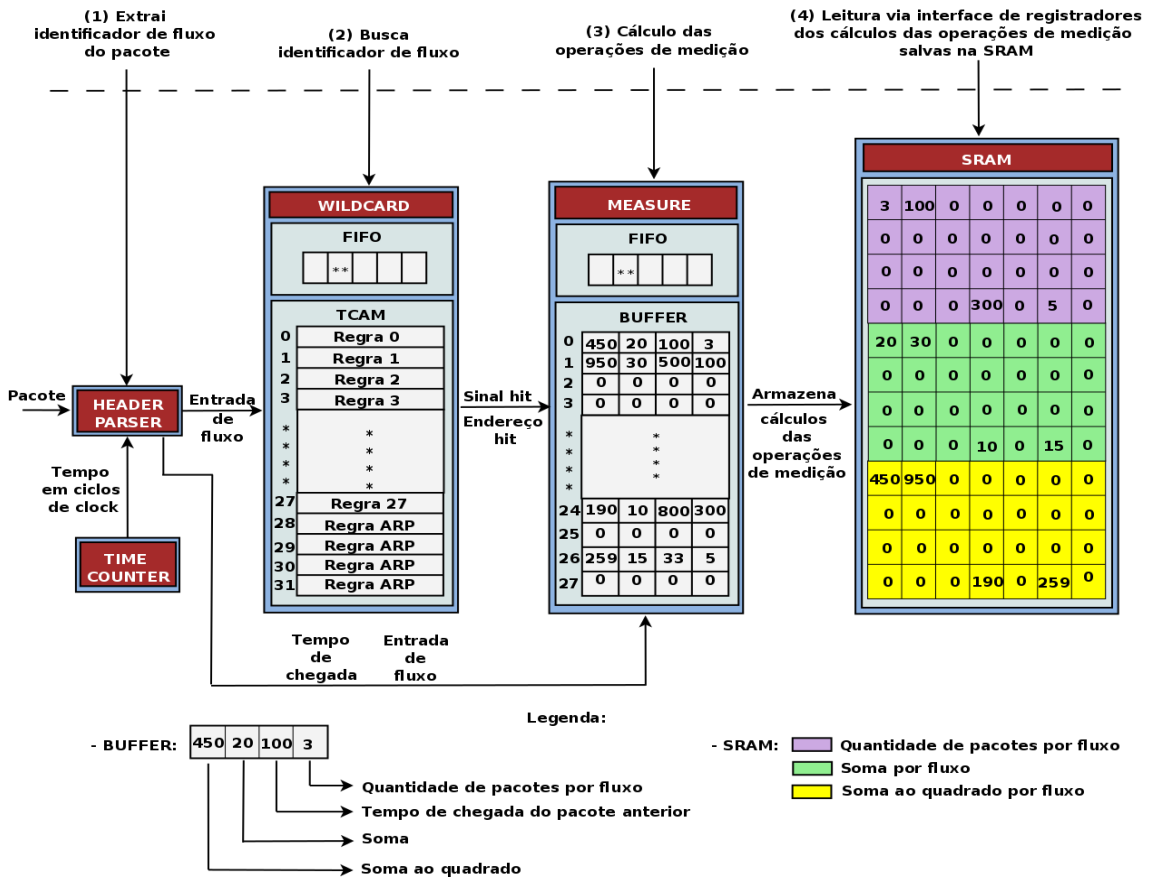 (1) Extrai
identificador de fluxo
do pacote
(2) Busca
identificador de fluxo
(3) Cálculo das
operações de medição
(4) Leitura via interface de registradores
dos cálculos das operações de medição
salvas na SRAM
Pacote
HEADER
PARSER
Tempo
em ciclos
de clock
TIME
COUNTER
Entrada
de
fluxo
WILDCARD
FIFO
**
TCAM
0 Regra 0
1 Regra 1
2 Regra 2
3 Regra 3
* *
* *
* *
* *
27 Regra 27
28 Regra ARP
29 Regra ARP
30 Regra ARP
31 Regra ARP
Sinal hit
Endereço
hit
MEASURE
FIFO
**
BUFFER
0 450 20 100 3
1 950 30 500 100
2 0 0 0 0
3 0 0 0 0
* *
* *
* *
* *
24 190 10 800 300
25 0 0 0 0
26 259 15 33 5
27 0 0 0 0
Armazena
cálculos
das
operações
de medição
SRAM
3 100 0 0 0 0 0
0 0 0 0 0 0 0
0 0 0 0 0 0 0
0 0 0 300 0 5 0
20 30 0 0 0 0 0
0 0 0 0 0 0 0
0 0 0 0 0 0 0
0 0 0 10 0 15 0
450 950 0 0 0 0 0
0 0 0 0 0 0 0
0 0 0 0 0 0 0
0 0 0 190 0 259 0
Tempo
de
chegada
Entrada
de
fluxo
Legenda:
- BUFFER: 450 20 100 3
Quantidade de pacotes por fluxo
Tempo de chegada do pacote anterior
Soma
Soma ao quadrado
- SRAM: Quantidade de pacotes por fluxo
Soma por fluxo
Soma ao quadrado por fluxo